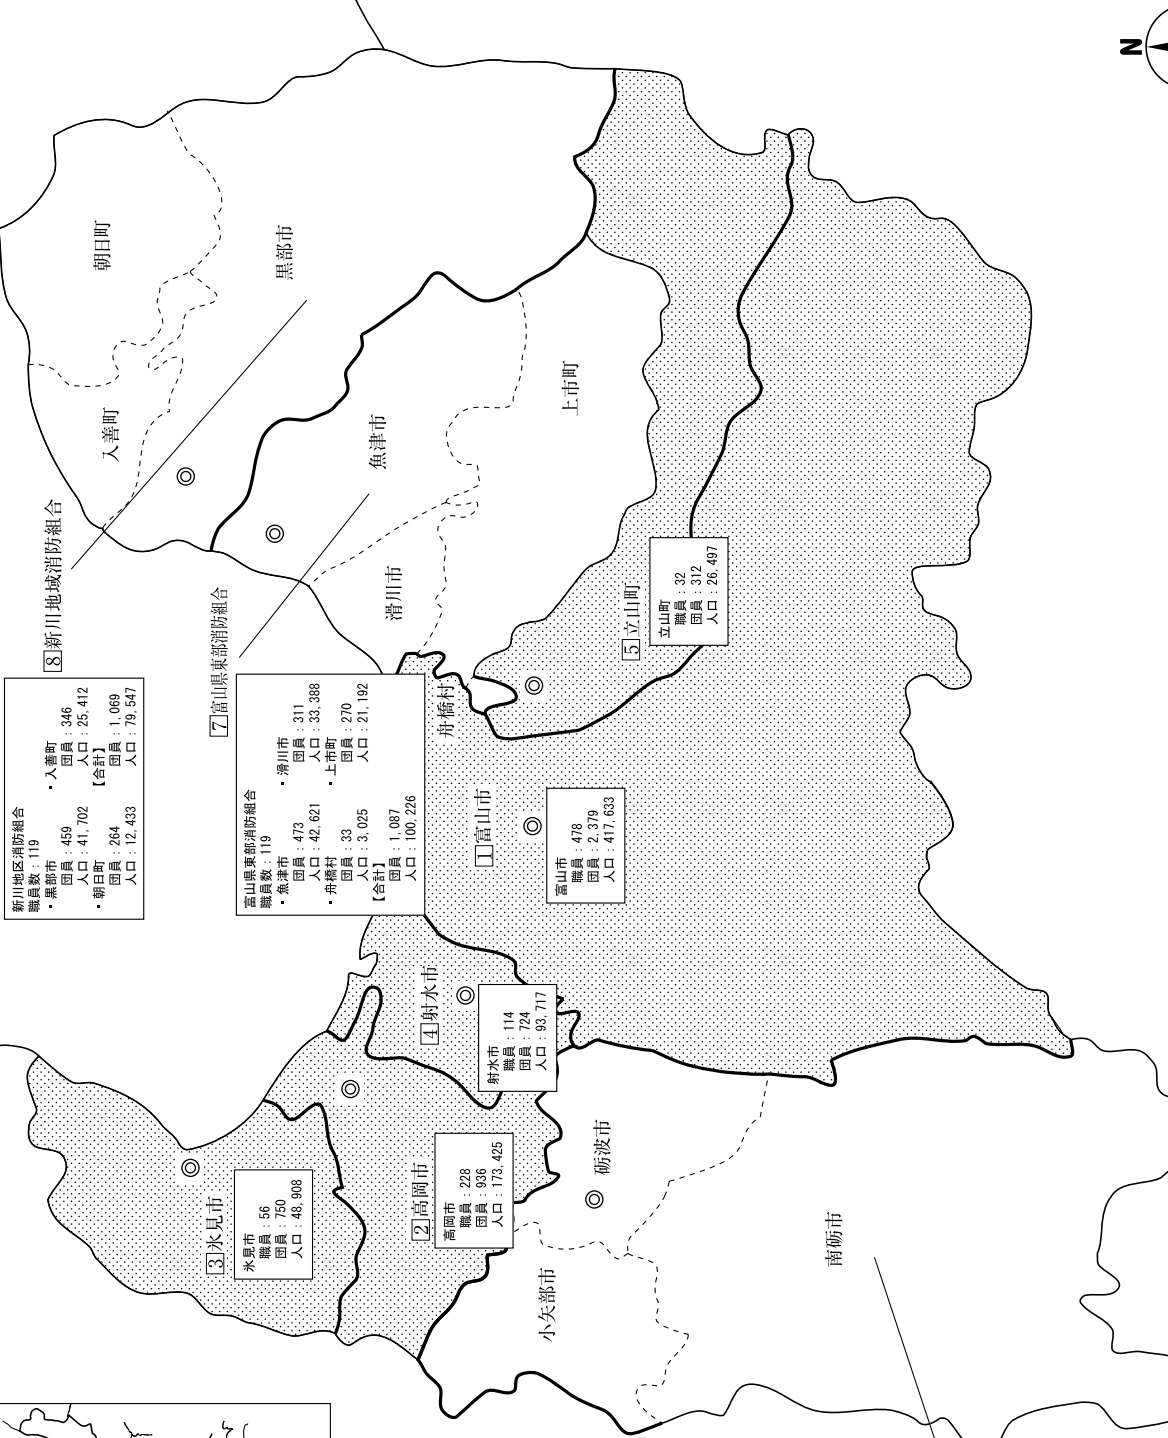 N
朝日町
黒部市
入善町
魚津市
上市町
滑川市
舟橋村
8 新川地域消防組合
新川地区消防組合
職員数：119
・黒部市
団員：459
人口：41,702
・朝日町
団員：264
人口：12,433
・入善町
団員：346
人口：25,412
【合計】
団員：1,069
人口：79,547
7 富山県東部消防組合
富山県東部消防組合
職員数：119
・魚津市
団員：473
人口：42,621
・舟橋村
団員：33
人口：3,025
【合計】
団員：1,087
人口：100,226
・滑川市
団員：311
人口：33,388
・上市町
団員：270
人口：21,192
5 立山町
立山町
職員：32
団員：312
人口：26,497
1 富山市
富山市
職員：478
団員：2,379
人口：417,633
4 射水市
射水市
職員：114
団員：724
人口：93,717
2 高岡市
高岡市
職員：228
団員：936
人口：173,425
3 氷見市
氷見市
職員：56
団員：750
人口：48,908
砺波市
小矢部市
南砺市